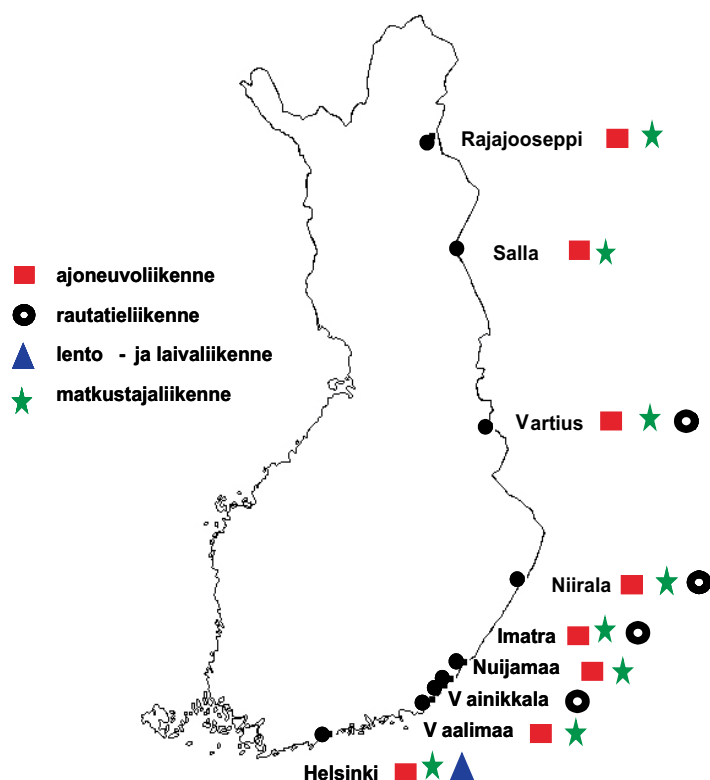 Rajajooseppi
Salla
ajoneuvoliikenne
rautatieliikenne
lento - ja laivaliikenne
matkustajaliikenne
Vartius
Niirala
Imatra
Nuijamaa
V ainikkala
V aalimaa
Helsinki